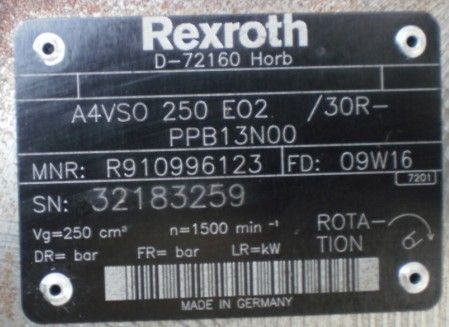 Rexroth
D-72160 Horb
A4VSO 250 EO2 /30R-
PPB13N00
MNR: R910996123 FD: 09W16
7201
SN: 32183259
Vg=250 cm³ n=1500 min⁻¹ ROTA-
TION
DR= bar FR= bar LR=kW
MADE IN GERMANY